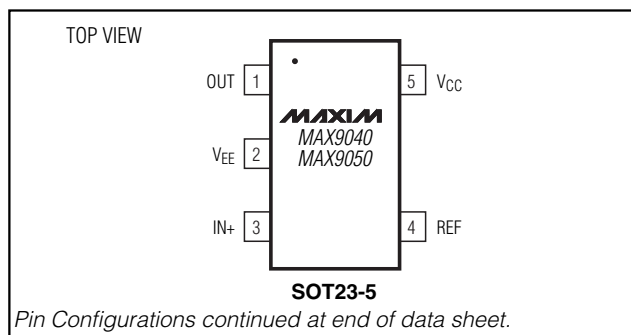 TOP VIEW
OUT 1
5 VCC
MAXIM
MAX9040
MAX9050
VEE 2
IN+ 3
4 REF
SOT23-5
Pin Configurations continued at end of data sheet.